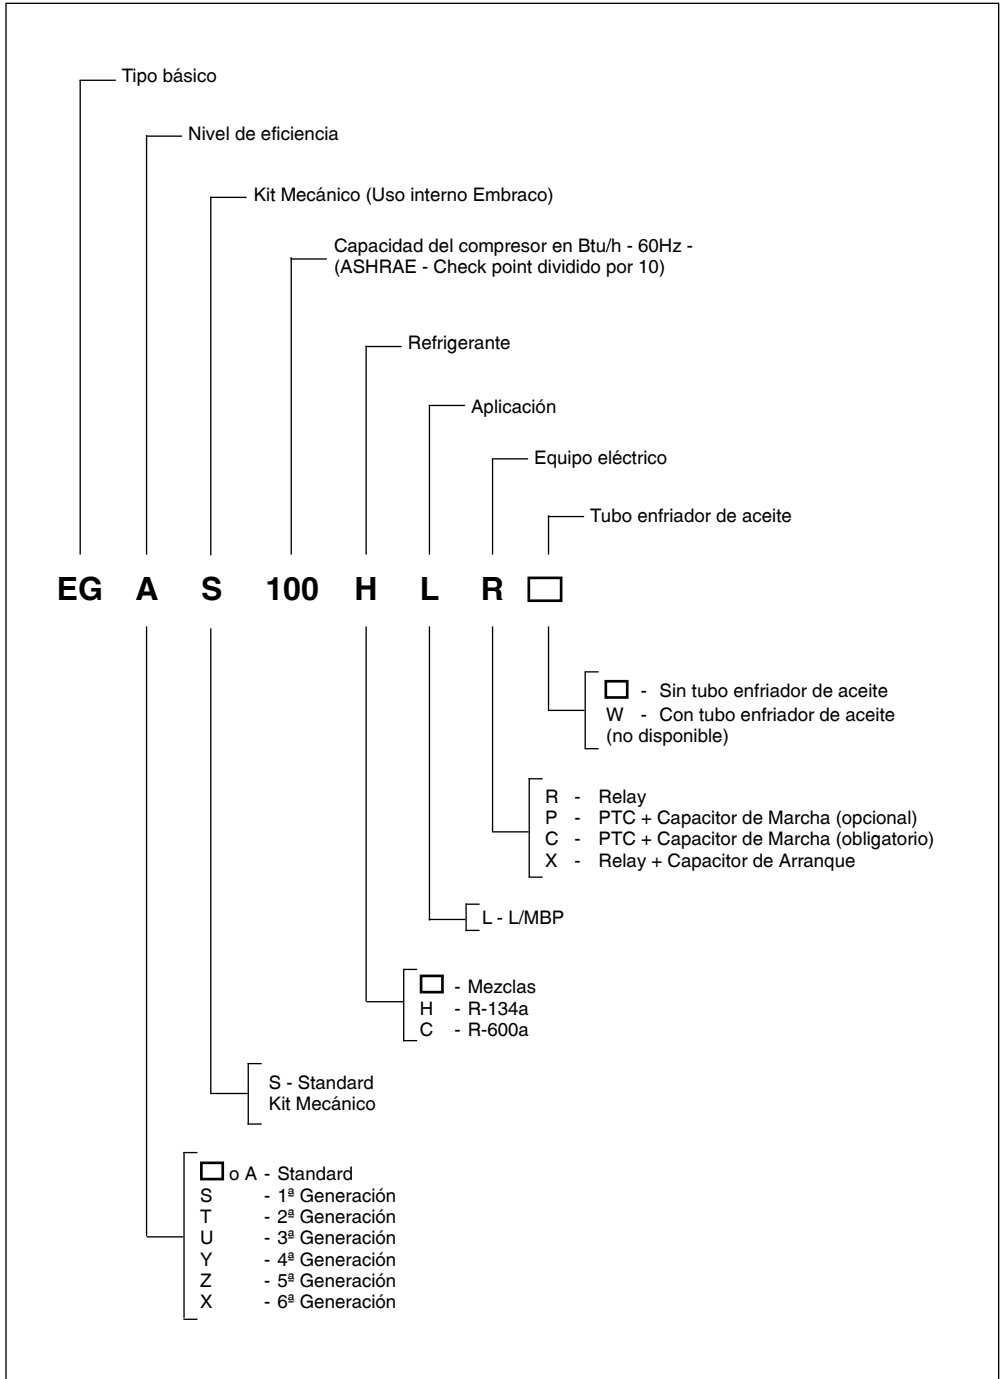 Tipo básico
Nivel de eficiencia
Kit Mecánico (Uso interno Embraco)
Capacidad del compresor en Btu/h - 60Hz -
(ASHRAE - Check point dividido por 10)
Refrigerante
Aplicación
Equipo eléctrico
Tubo enfriador de aceite
EG A S 100 H L R
- Sin tubo enfriador de aceite
W - Con tubo enfriador de aceite
(no disponible)
R - Relay
P - PTC + Capacitor de Marcha (opcional)
C - PTC + Capacitor de Marcha (obligatorio)
X - Relay + Capacitor de Arranque
L - L/MBP
- Mezclas
H - R-134a
C - R-600a
S - Standard
Kit Mecánico
o A - Standard
S - 1ª Generación
T - 2ª Generación
U - 3ª Generación
Y - 4ª Generación
Z - 5ª Generación
X - 6ª Generación